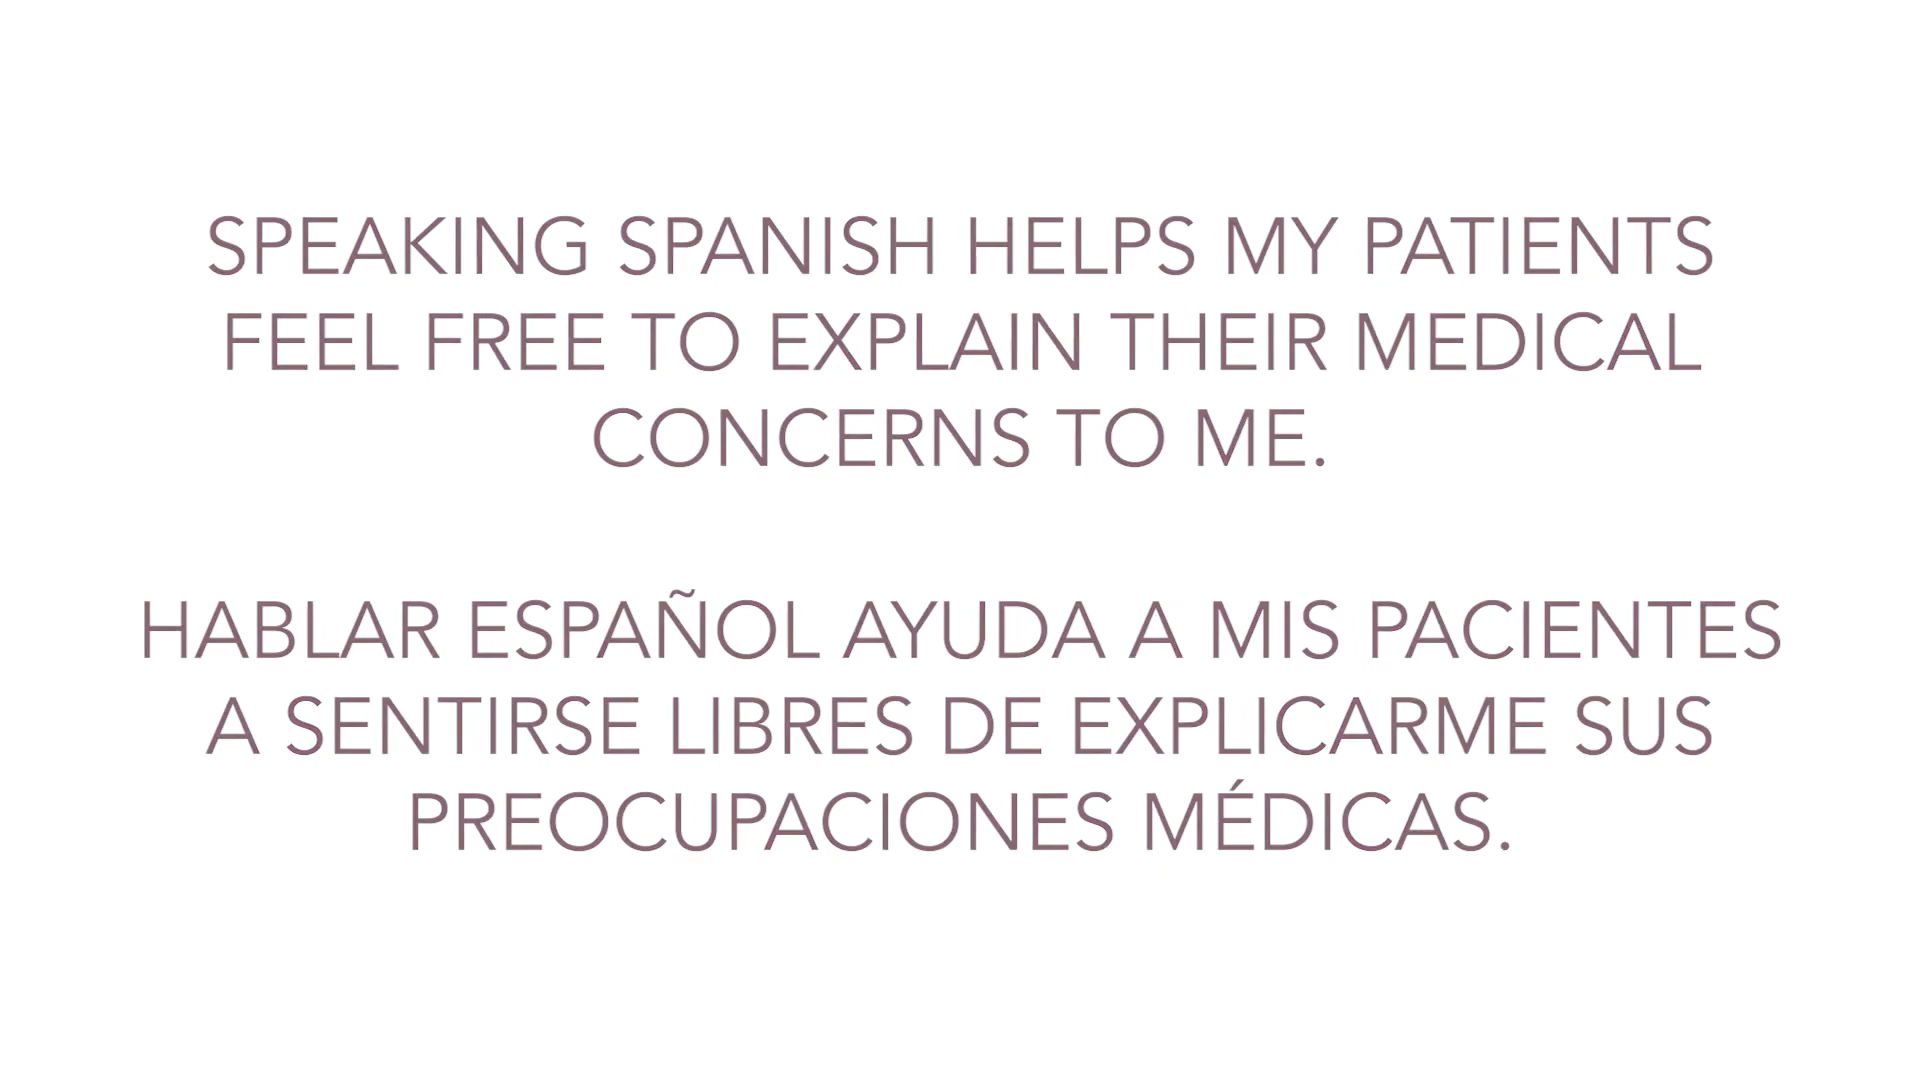 SPEAKING SPANISH HELPS MY PATIENTS
FEEL FREE TO EXPLAIN THEIR MEDICAL
CONCERNS TO ME.
HABLAR ESPAÑOL AYUDA A MIS PACIENTES
A SENTIRSE LIBRES DE EXPLICARME SUS
PREOCUPACIONES MÉDICAS.